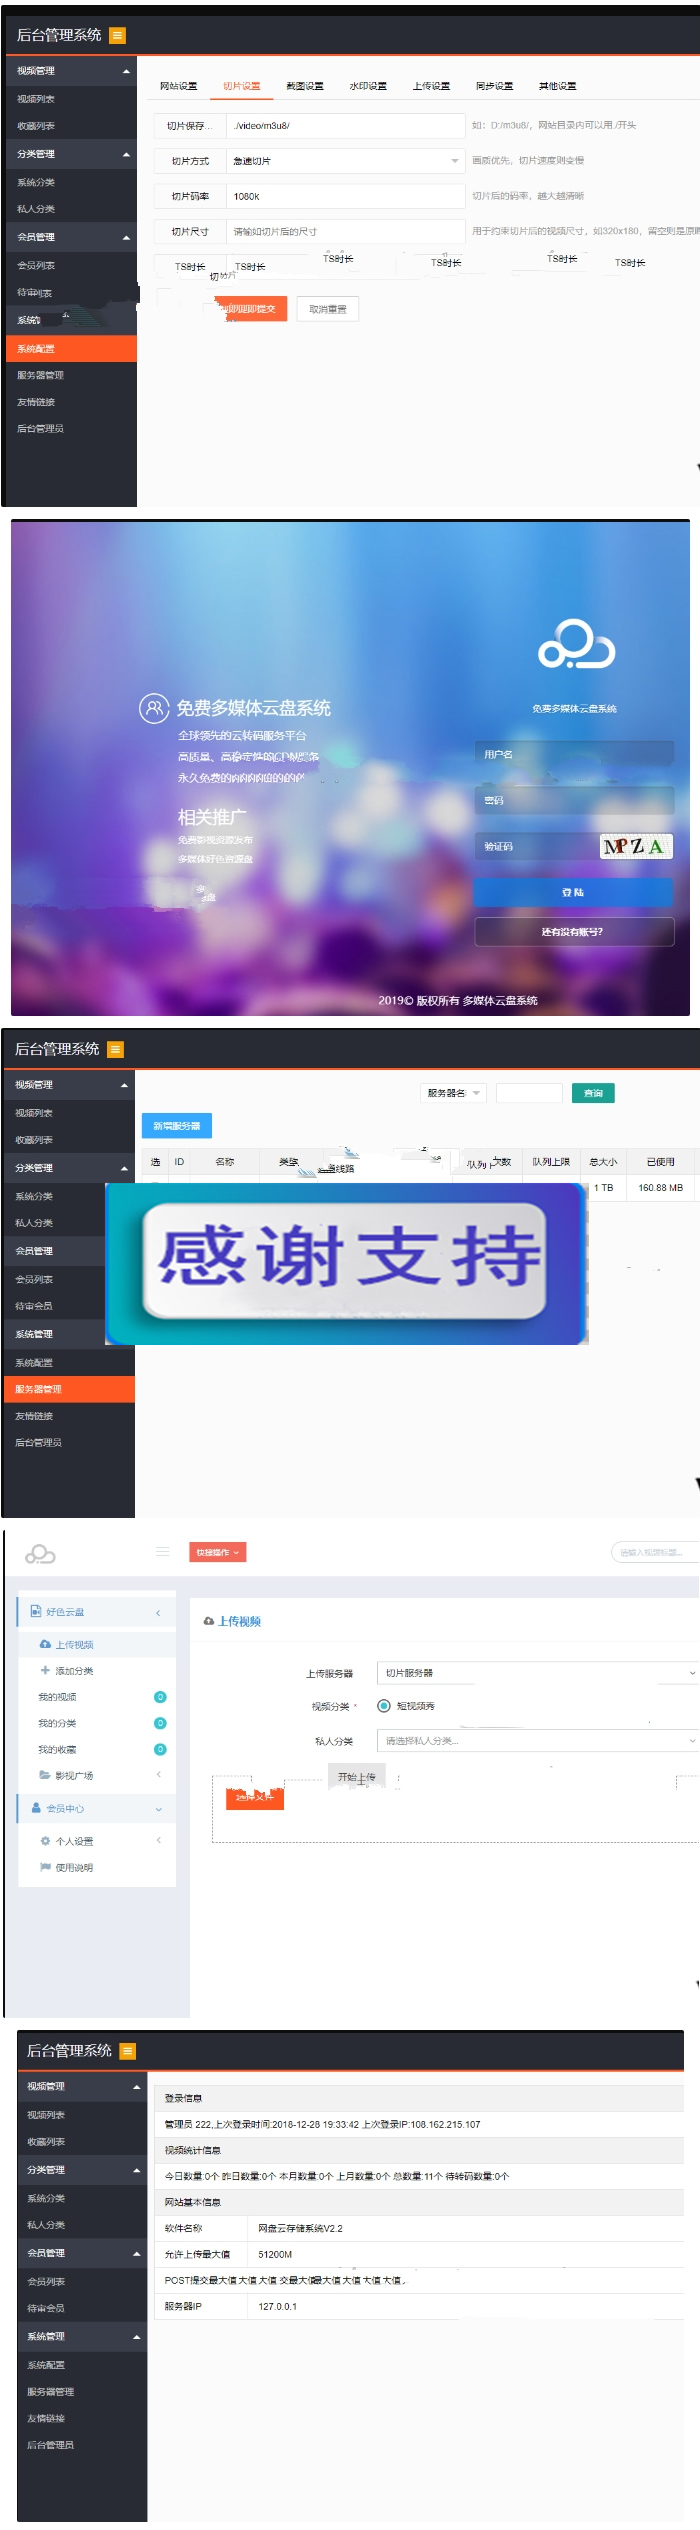 后台管理系统
视频管理
视频列表
收藏列表
分类管理
系统分类
私人分类
会员管理
会员列表
待审列表
系统配置
服务器管理
友情链接
后台管理员
网站设置 切片设置 截图设置 水印设置 上传设置 同步设置 其他设置
切片保存... ./video/m3u8/ 如：D:/m3u8/，网站目录内可以用./开头
切片方式 急速切片 画质优先，切片速度则变慢
切片码率 1080k 切片后的码率，越大越清晰
切片尺寸 请输如切片后的尺寸 用于约束切片后的视频尺寸，如320x180，留空则是原
TS时长 TS时长 TS时长 TS时长 TS时长 TS时长
取消重置
免费多媒体云盘系统
全球领先的云转码服务平台
永久免费的
相关推广
免费影视资源发布
多媒体好色资源盘
免费多媒体云盘系统
用户名
密码
验证码 MPZA
登 陆
还有没有账号?
2019© 版权所有 多媒体云盘系统
后台管理系统
视频管理
视频列表
收藏列表
分类管理
系统分类
私人分类
会员管理
会员列表
待审会员
系统管理
系统配置
服务器管理
友情链接
后台管理员
服务器名 查询
新增服务器
选 ID 名称 类型 线路 次数 队列上限 总大小 已使用
1 TB 160.88 MB
感谢支持
快捷操作
请输入视频标题...
好色云盘
上传视频
添加分类
我的视频 0
我的分类 0
我的收藏 0
影视广场
会员中心
个人设置
使用说明
上传视频
上传服务器 切片服务器
视频分类 * 短视频秀
私人分类 请选择私人分类...
开始上传
选择文件
后台管理系统
视频管理
视频列表
收藏列表
分类管理
系统分类
私人分类
会员管理
会员列表
待审会员
系统管理
系统配置
服务器管理
友情链接
后台管理员
登录信息
管理员 222,上次登录时间:2018-12-28 19:33:42 上次登录IP:108.162.215.107
视频统计信息
今日数量:0个 昨日数量:0个 本月数量:0个 上月数量:0个 总数量:11个 待转码数量:0个
网站基本信息
软件名称 网盘云存储系统V2.2
允许上传最大值 51200M
POST提交最大值 大值 大值 交最大值最大值 大值 大值 大值
服务器IP 127.0.0.1